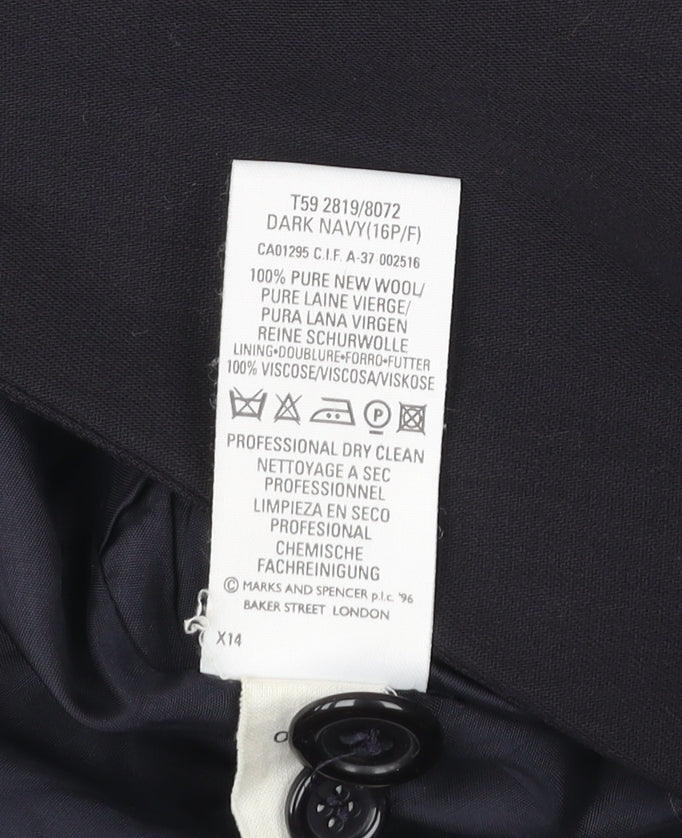 T59 2819/8072
DARK NAVY(16P/F)
CA01295 C.I.F. A-37 002516
100% PURE NEW WOOL/
PURE LAINE VIERGE/
PURA LANA VIRGEN
REINE SCHURWOLLE
LINING•DOUBLURE•FORRO•FUTTER
100% VISCOSE/VISCOSA/VISKOSE
P
PROFESSIONAL DRY CLEAN
NETTOYAGE A SEC
PROFESSIONNEL
LIMPIEZA EN SECO
PROFESIONAL
CHEMISCHE
FACHREINIGUNG
© MARKS AND SPENCER p.l.c. '96
BAKER STREET LONDON
X14